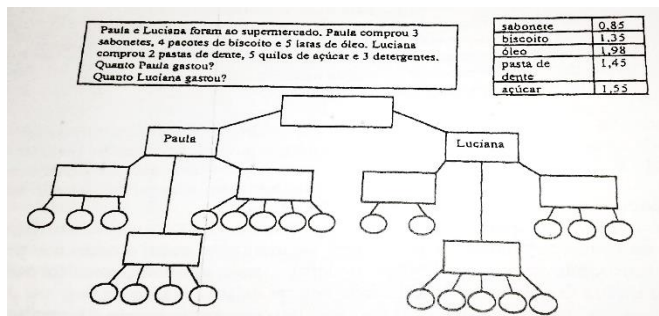 Paula e Luciana foram ao supermercado. Paula comprou 3
sabonetes, 4 pacotes de biscoito e 5 latas de óleo. Luciana
comprou 2 pastas de dente, 5 quilos de açúcar e 3 detergentes.
Quanto Paula gastou?
Quanto Luciana gastou?
sabonete 0,85
biscoito 1,35
óleo 1,98
pasta de 1,45
dente
açúcar 1,55
Paula
Luciana